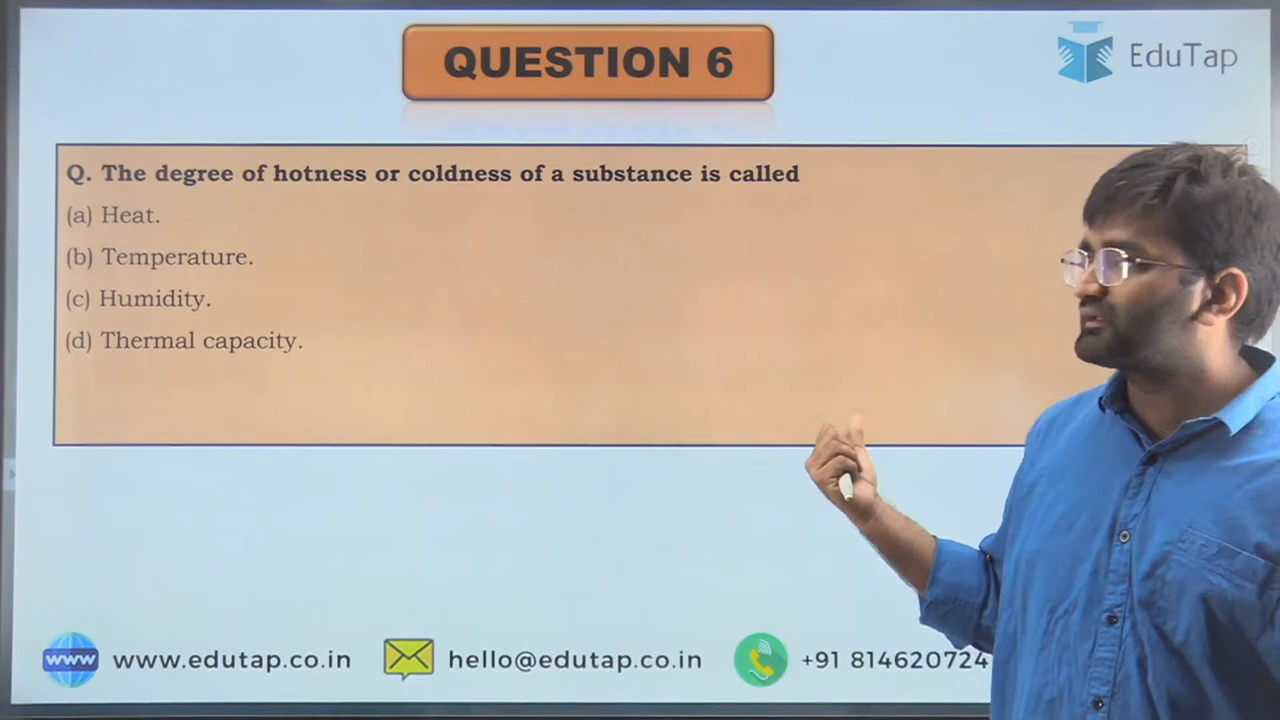 QUESTION 6
EduTap
Q. The degree of hotness or coldness of a substance is called
(a) Heat.
(b) Temperature.
(c) Humidity.
(d) Thermal capacity.
www www.edutap.co.in hello@edutap.co.in +91 814620724